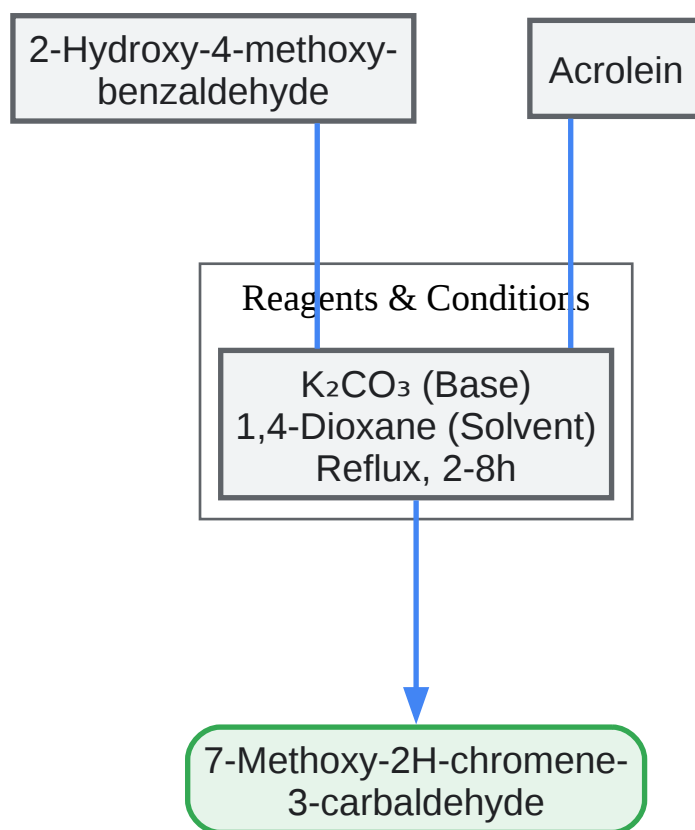 2-Hydroxy-4-methoxy-
benzaldehyde
Acrolein
Reagents & Conditions
K₂CO₃ (Base)
1,4-Dioxane (Solvent)
Reflux, 2-8h
7-Methoxy-2H-chromene-
3-carbaldehyde